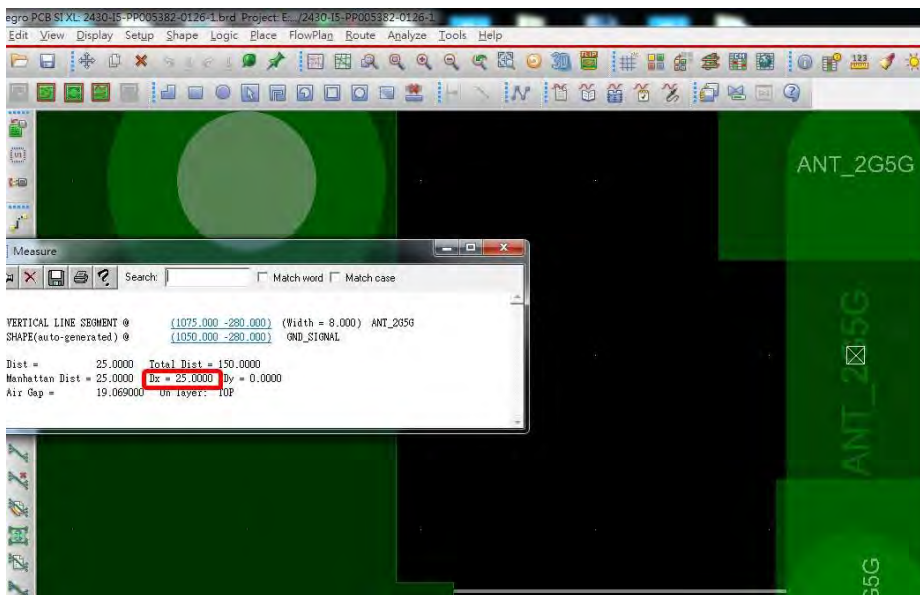 egro PCB SI XL: 2430-I5-PP005382-0126-1.brd Project: E:.../2430-I5-PP005382-0126-1
Edit View Display Setup Shape Logic Place FlowPlan Route Analyze Tools Help
ANT_2G5G
Measure
Search: Match word Match case
VERTICAL LINE SEGMENT @ (1075.000 -280.000) (Width = 8.000) ANT_2G5G
SHAPE(auto-generated) @ (1050.000 -280.000) GND_SIGNAL
Dist = 25.0000 Total Dist = 150.0000
Manhattan Dist = 25.0000 Dx = 25.0000 Dy = 0.0000
Air Gap = 19.069000 On layer: TOP
ANT_2G5G
G5G